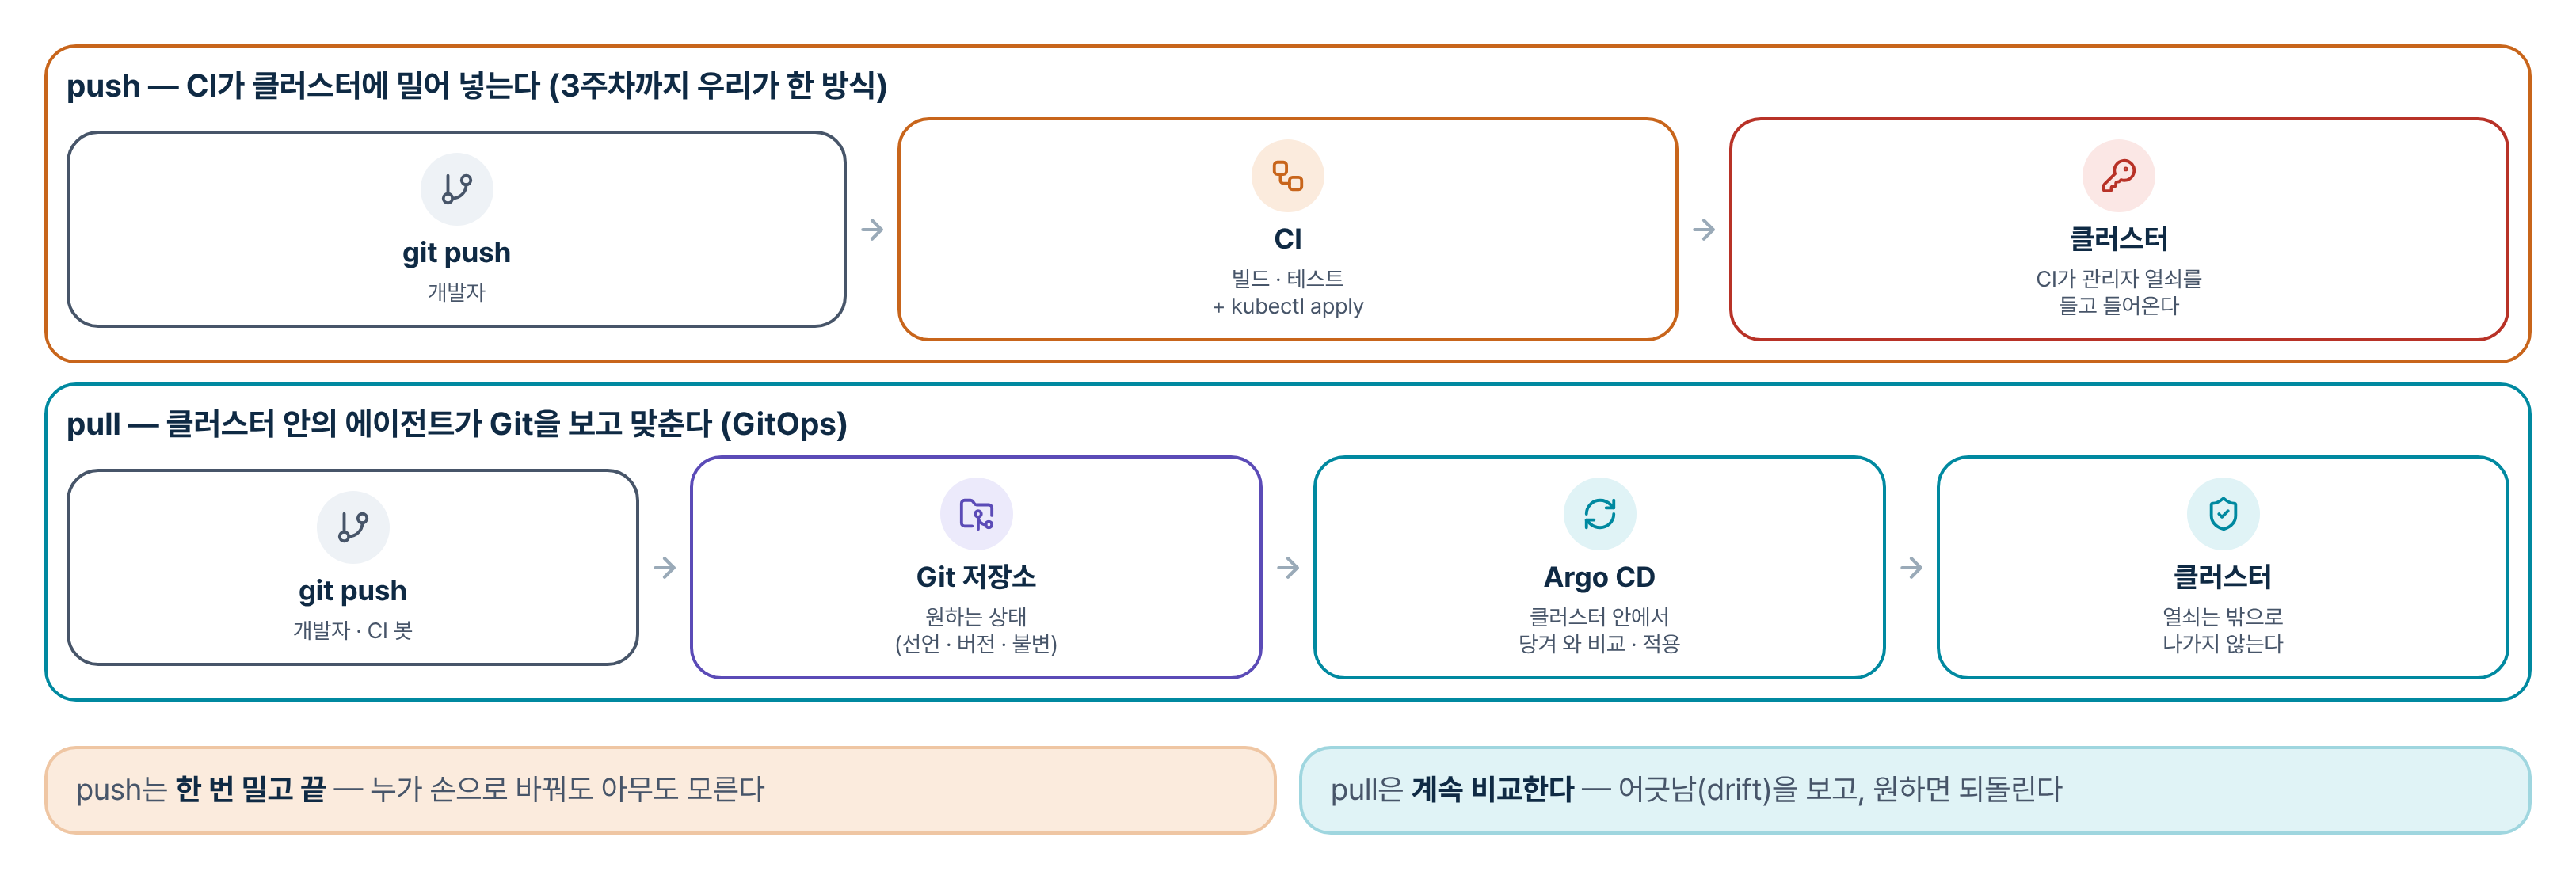 push — CI가 클러스터에 밀어 넣는다 (3주차까지 우리가 한 방식)
git push
개발자
CI
빌드 · 테스트
+ kubectl apply
클러스터
CI가 관리자 열쇠를
들고 들어온다
pull — 클러스터 안의 에이전트가 Git을 보고 맞춘다 (GitOps)
git push
개발자 · CI 봇
Git 저장소
원하는 상태
(선언 · 버전 · 불변)
Argo CD
클러스터 안에서
당겨 와 비교 · 적용
클러스터
열쇠는 밖으로
나가지 않는다
push는 한 번 밀고 끝 — 누가 손으로 바꿔도 아무도 모른다
pull은 계속 비교한다 — 어긋남(drift)을 보고, 원하면 되돌린다